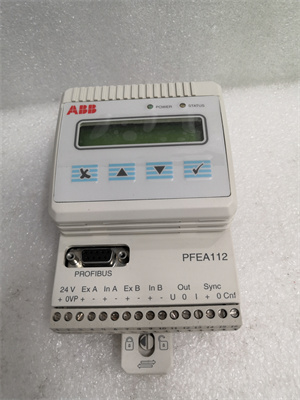 ABB
POWER STATUS
PFEA112
PROFIBUS
24 V Ex A In A Ex B In B Out Sync
+ 0VP + - + - + - + - U 0 I + 0 Cnf